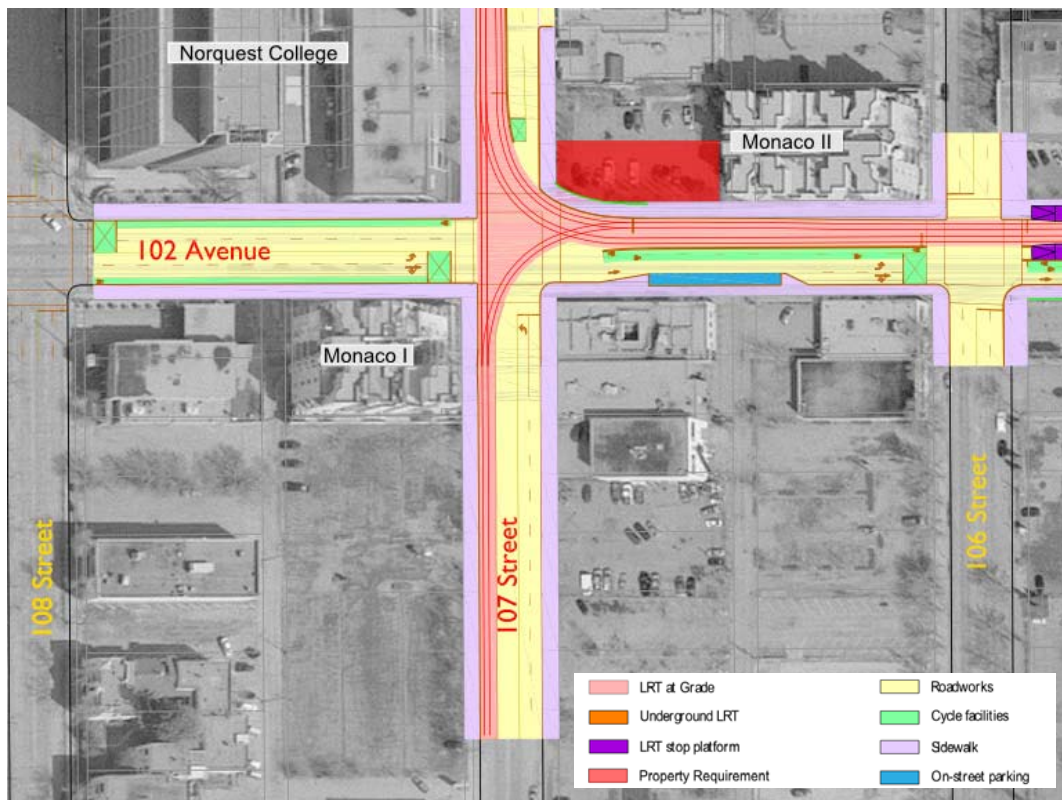 Norquest College
Monaco II
102 Avenue
Monaco I
108 Street
107 Street
106 Street
LRT at Grade
Underground LRT
LRT stop platform
Property Requirement
Roadworks
Cycle facilities
Sidewalk
On-street parking